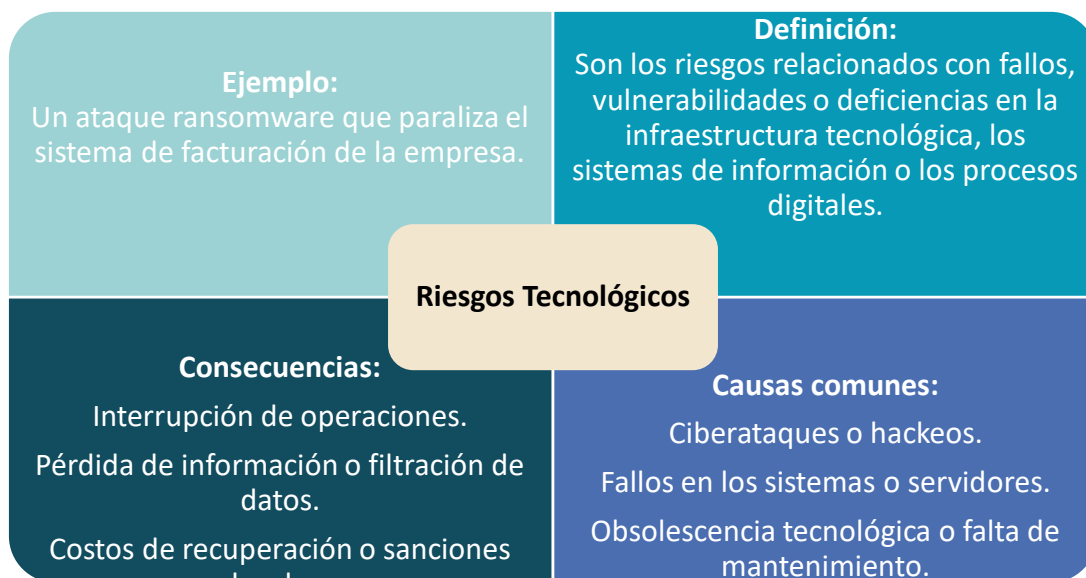 Ejemplo:
Un ataque ransomware que paraliza el
sistema de facturación de la empresa.
Definición:
Son los riesgos relacionados con fallos,
vulnerabilidades o deficiencias en la
infraestructura tecnológica, los
sistemas de información o los procesos
digitales.
Riesgos Tecnológicos
Consecuencias:
Interrupción de operaciones.
Pérdida de información o filtración de
datos.
Costos de recuperación o sanciones
Causas comunes:
Ciberataques o hackeos.
Fallos en los sistemas o servidores.
Obsolescencia tecnológica o falta de
mantenimiento.